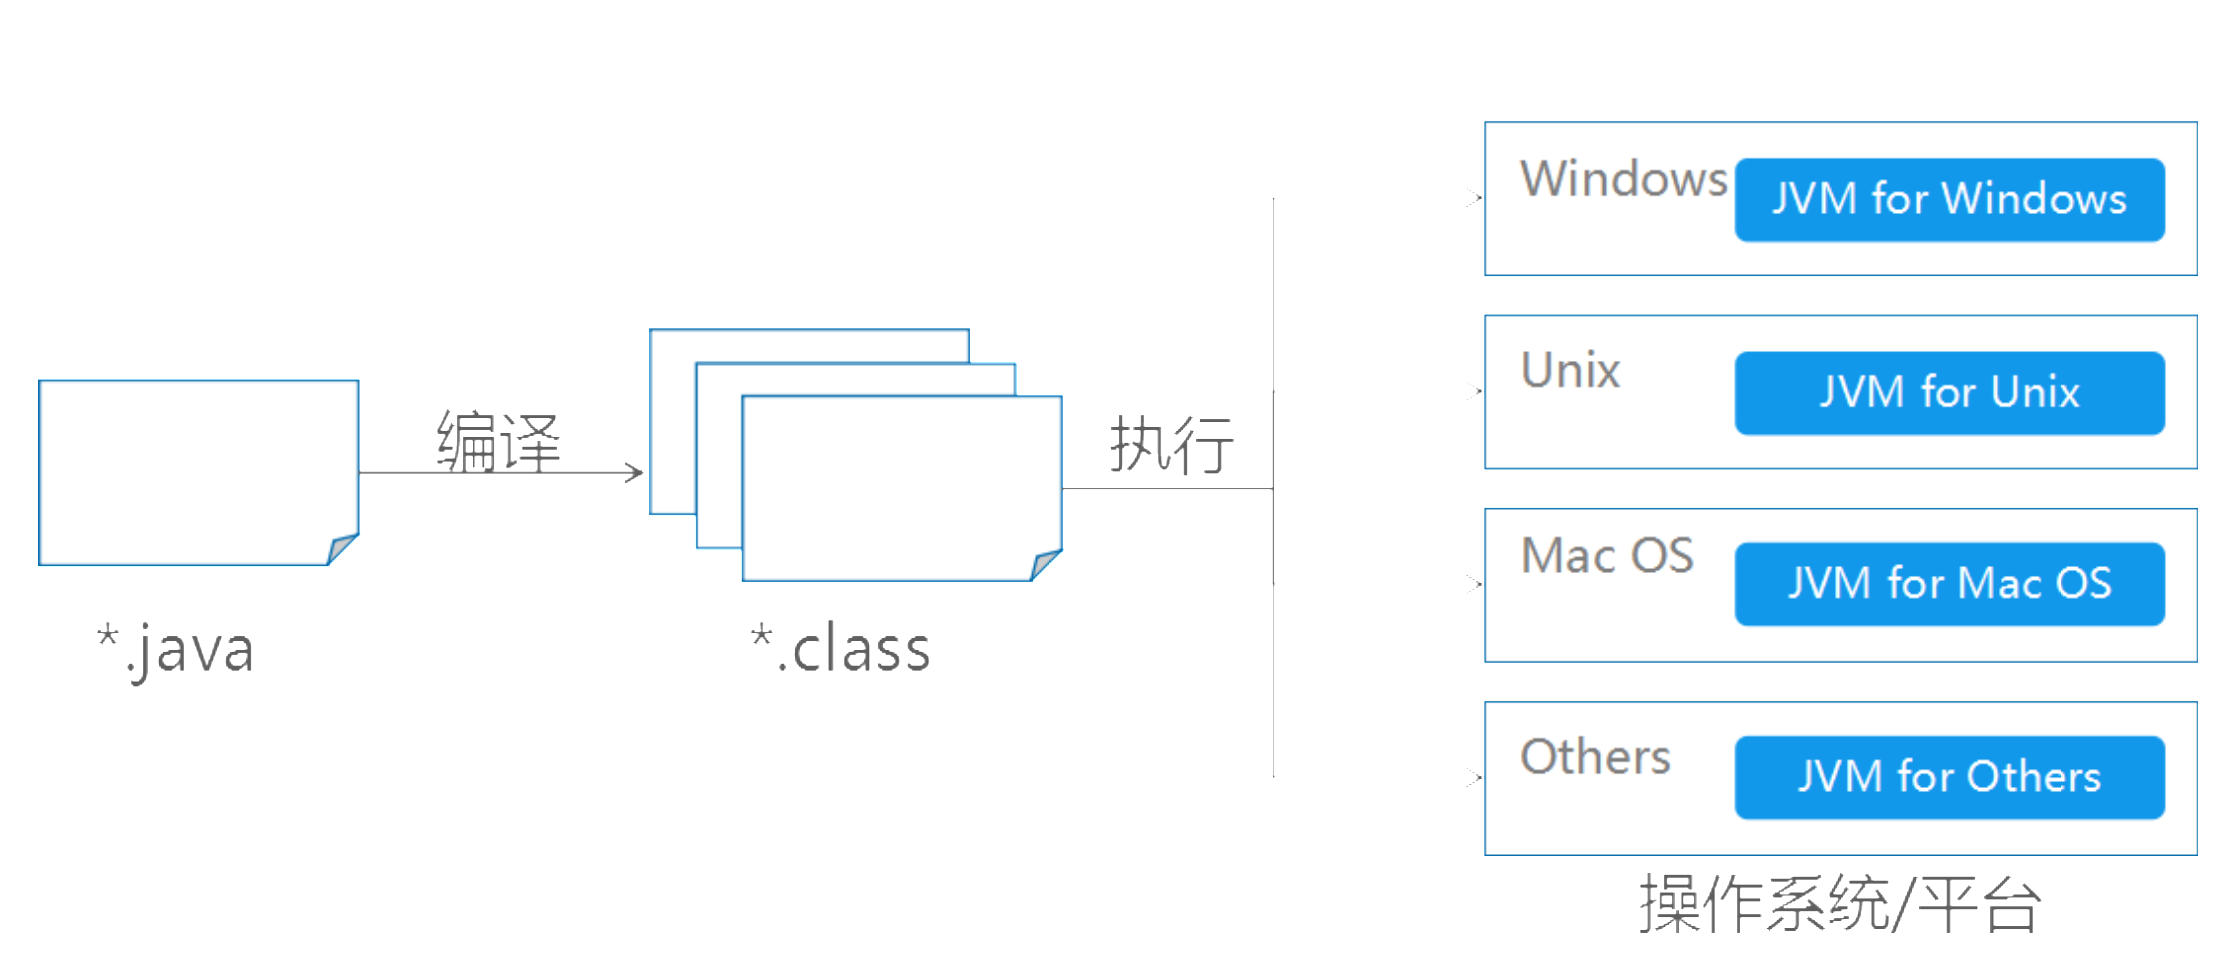 *.java
编译
*.class
执行
Windows
JVM for Windows
Unix
JVM for Unix
Mac OS
JVM for Mac OS
Others
JVM for Others
操作系统/平台